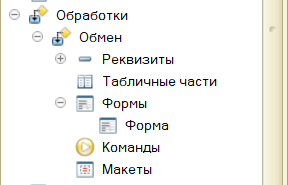 Обработки
Обмен
Реквизиты
Табличные части
Формы
Форма
Команды
Макеты